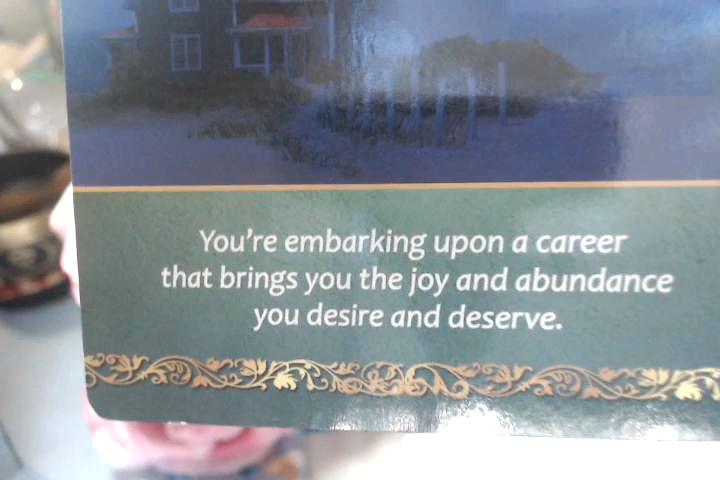 You're embarking upon a career
that brings you the joy and abundance
you desire and deserve.